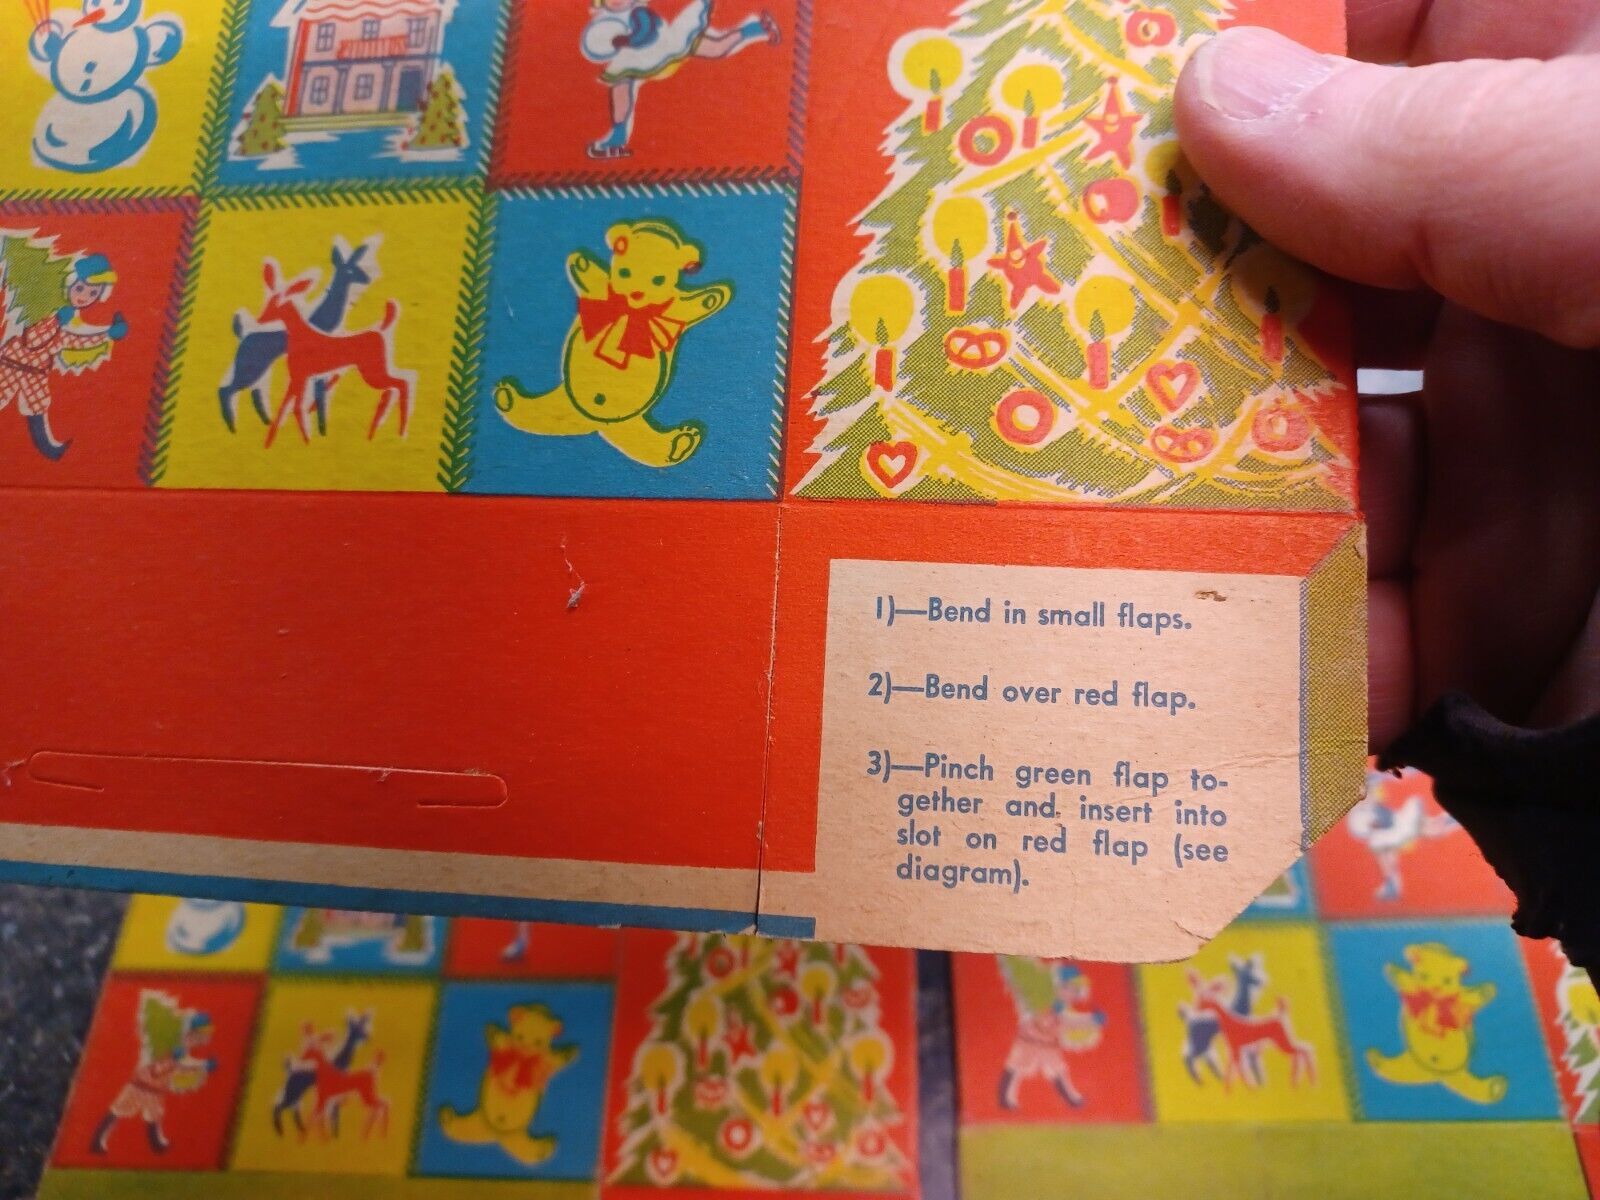 1)—Bend in small flaps.
2)—Bend over red flap.
3)—Pinch green flap to-
gether and insert into
slot on red flap (see
diagram).